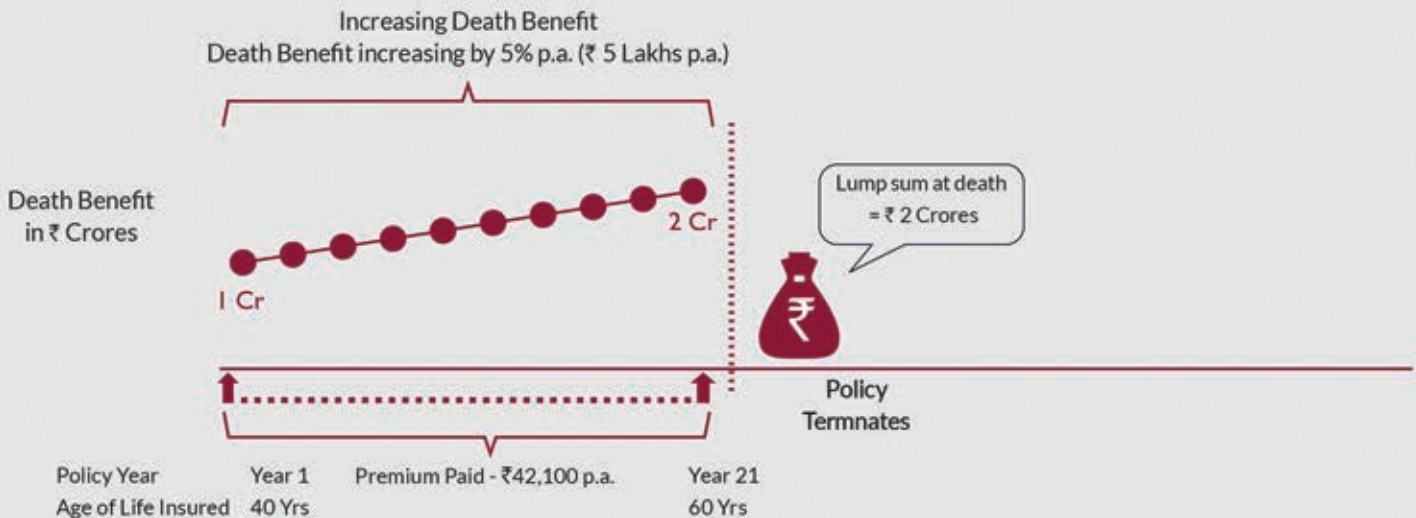 Increasing Death Benefit
Death Benefit increasing by 5% p.a. (₹ 5 Lakhs p.a.)
Death Benefit
in ₹ Crores
1 Cr
2 Cr
Lump sum at death
= ₹ 2 Crores
₹
Policy
Termnates
Policy Year Year 1 Premium Paid - ₹42,100 p.a. Year 21
Age of Life Insured 40 Yrs 60 Yrs